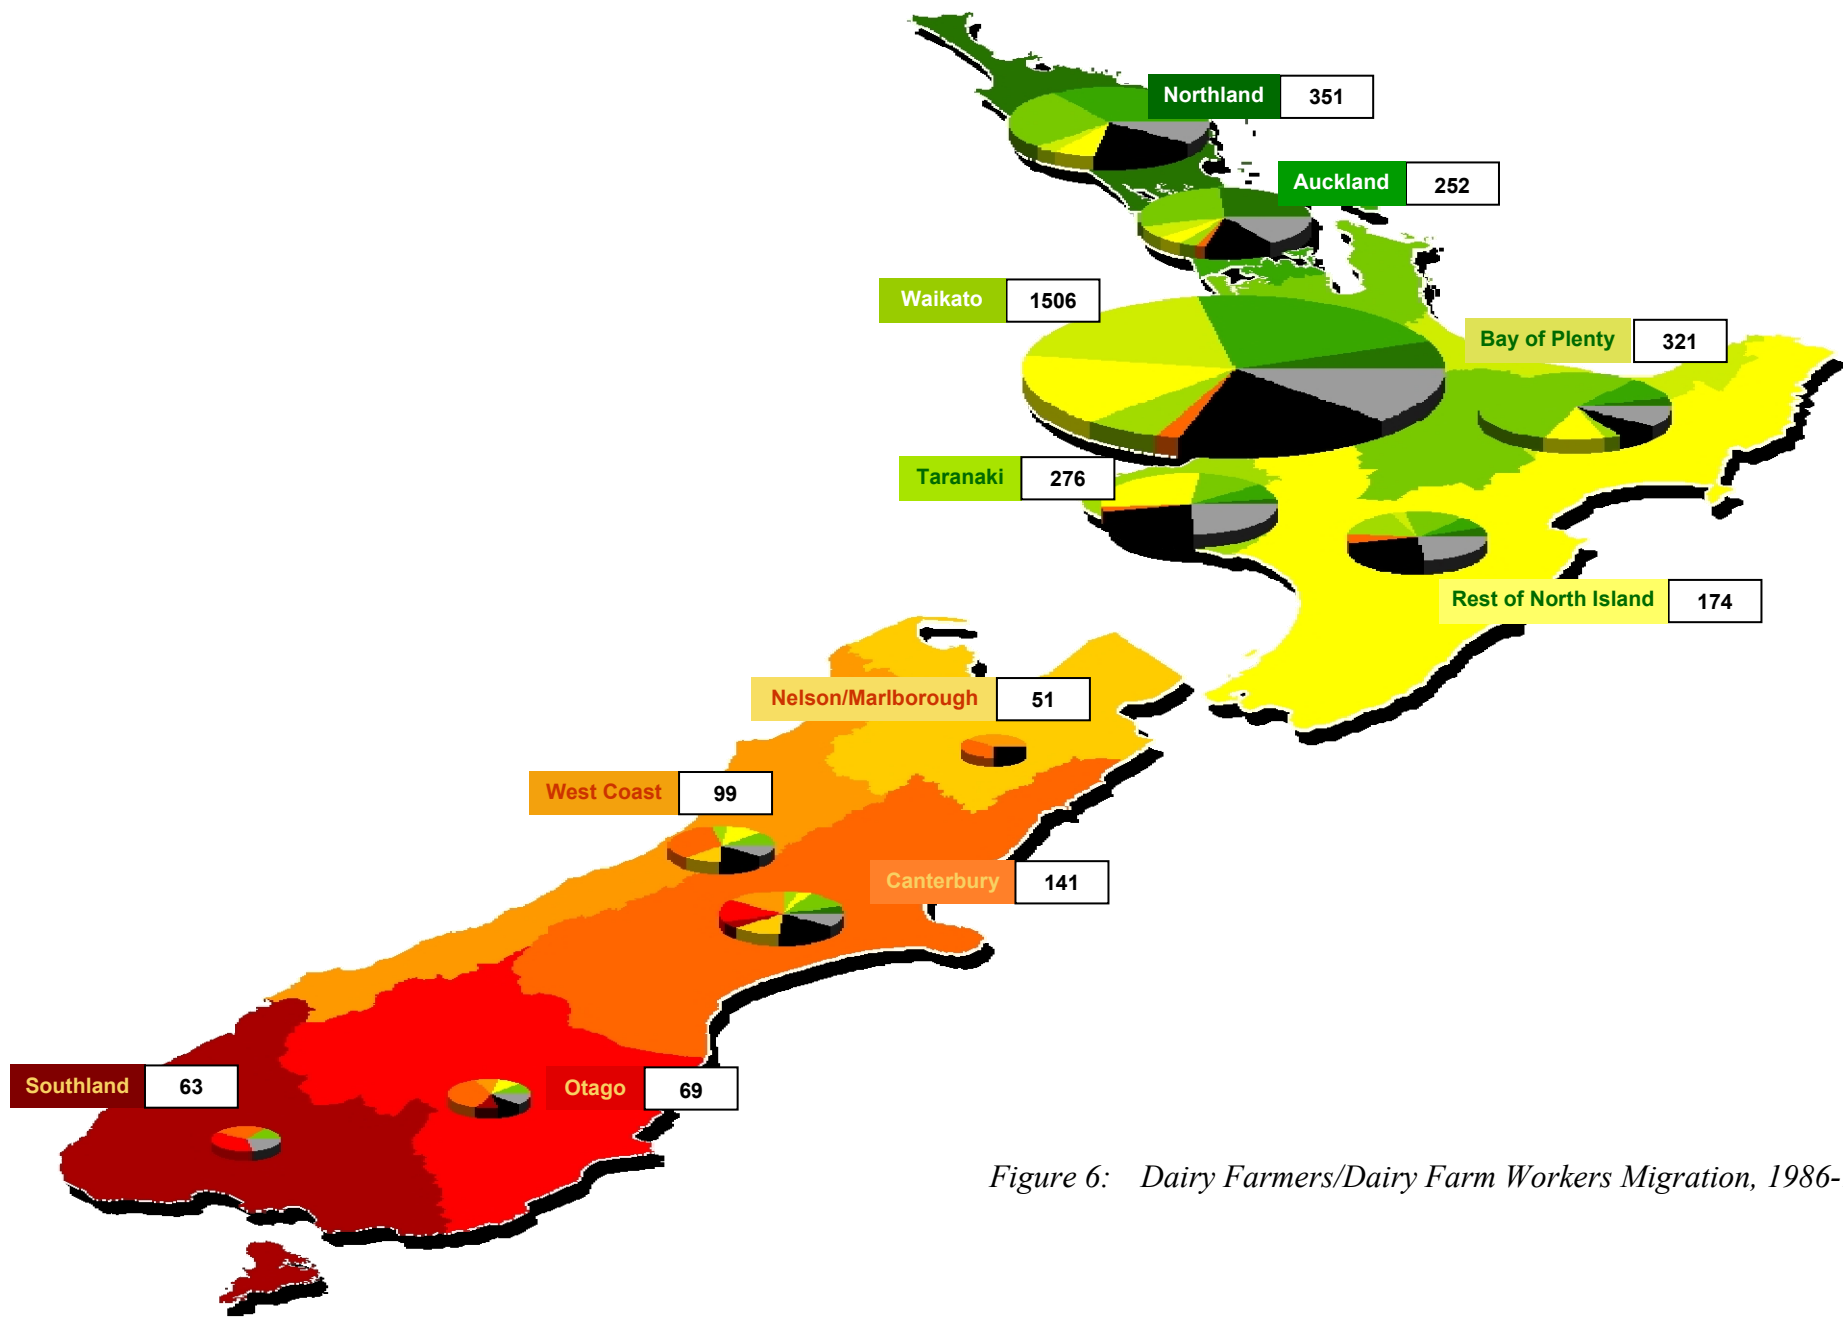 Northland 351
Auckland 252
Waikato 1506
Bay of Plenty 321
Taranaki 276
Rest of North Island 174
Nelson/Marlborough 51
West Coast 99
Canterbury 141
Southland 63
Otago 69
Figure 6: Dairy Farmers/Dairy Farm Workers Migration, 1986-